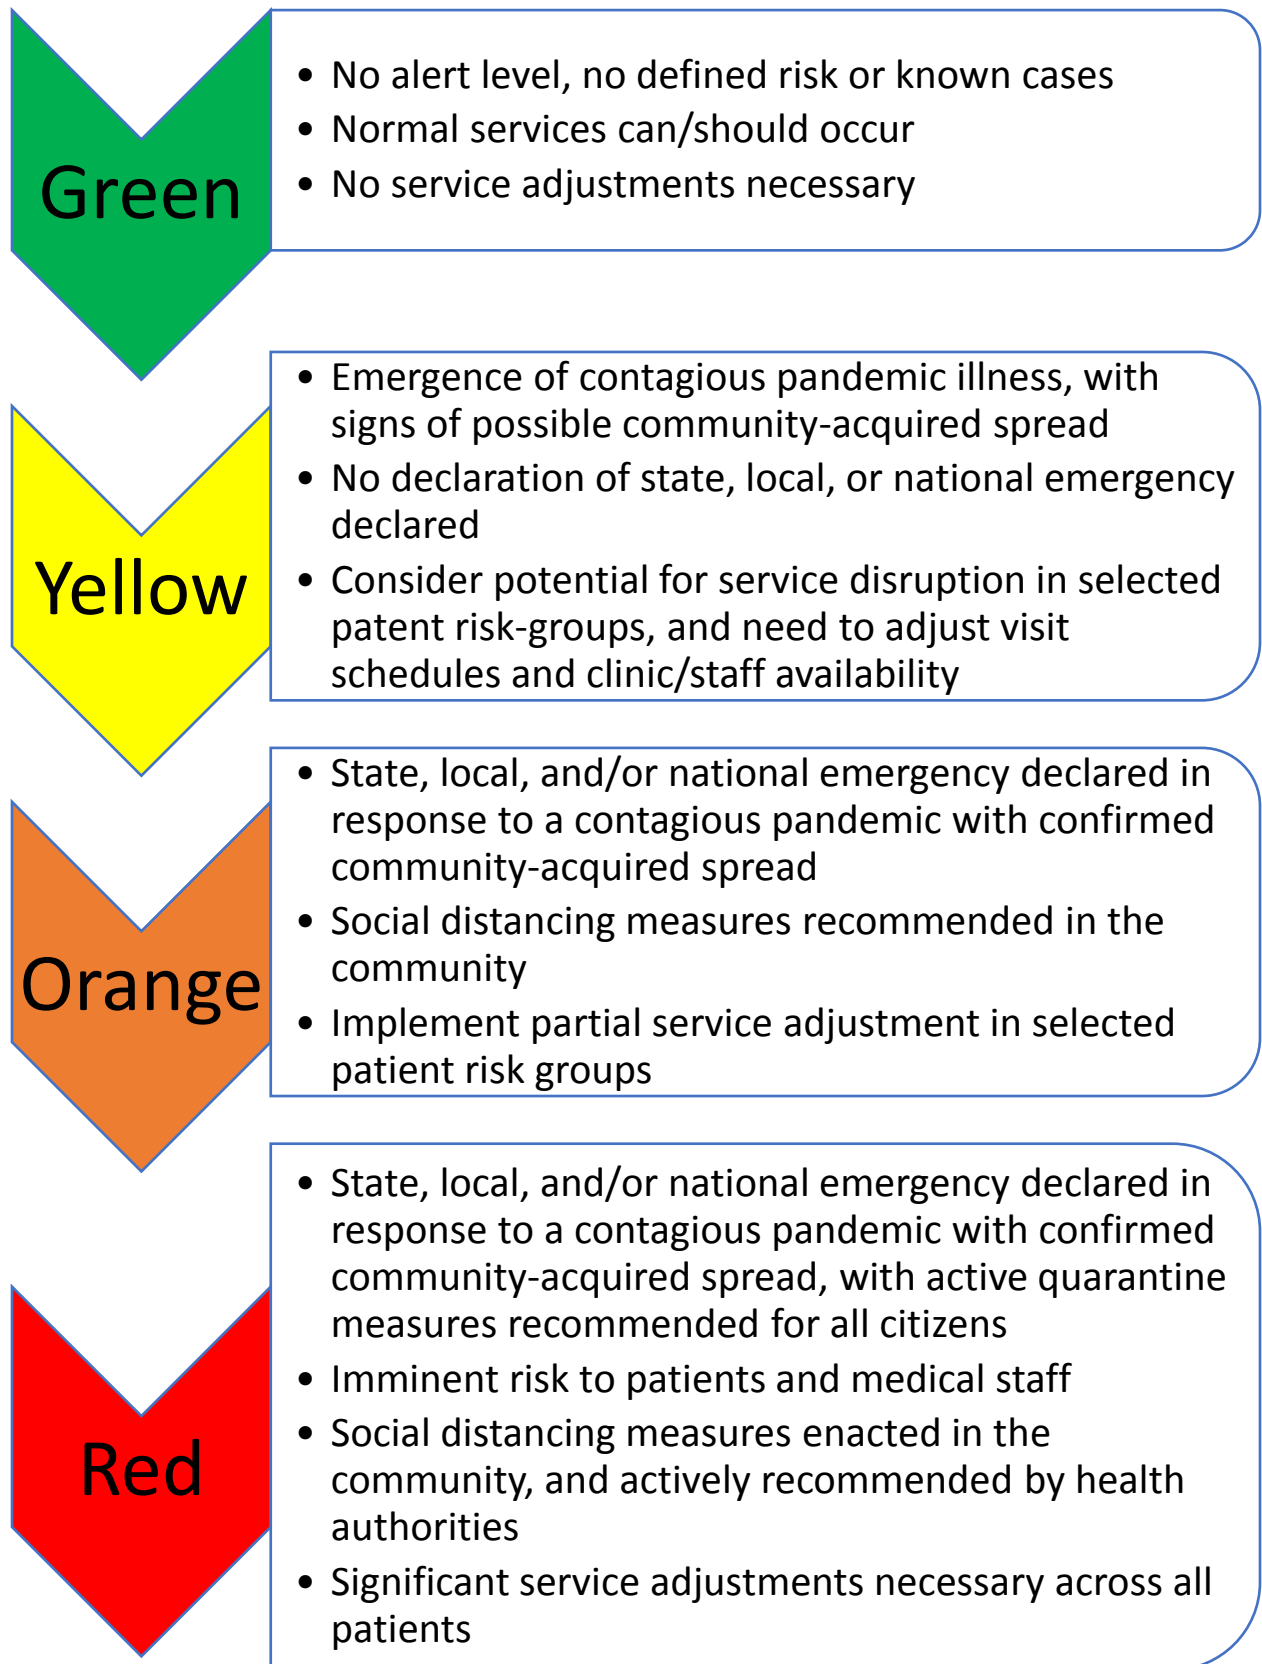 Green
• No alert level, no defined risk or known cases
• Normal services can/should occur
• No service adjustments necessary
Yellow
• Emergence of contagious pandemic illness, with
signs of possible community-acquired spread
• No declaration of state, local, or national emergency
declared
• Consider potential for service disruption in selected
patent risk-groups, and need to adjust visit
schedules and clinic/staff availability
Orange
• State, local, and/or national emergency declared in
response to a contagious pandemic with confirmed
community-acquired spread
• Social distancing measures recommended in the
community
• Implement partial service adjustment in selected
patient risk groups
Red
• State, local, and/or national emergency declared in
response to a contagious pandemic with confirmed
community-acquired spread, with active quarantine
measures recommended for all citizens
• Imminent risk to patients and medical staff
• Social distancing measures enacted in the
community, and actively recommended by health
authorities
• Significant service adjustments necessary across all
patients